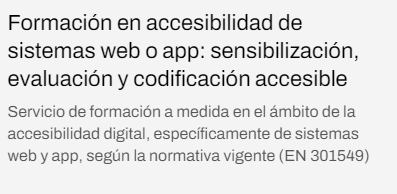 Formación en accesibilidad de
sistemas web o app: sensibilización,
evaluación y codificación accesible
Servicio de formación a medida en el ámbito de la
accesibilidad digital, específicamente de sistemas
web y app, según la normativa vigente (EN 301549)